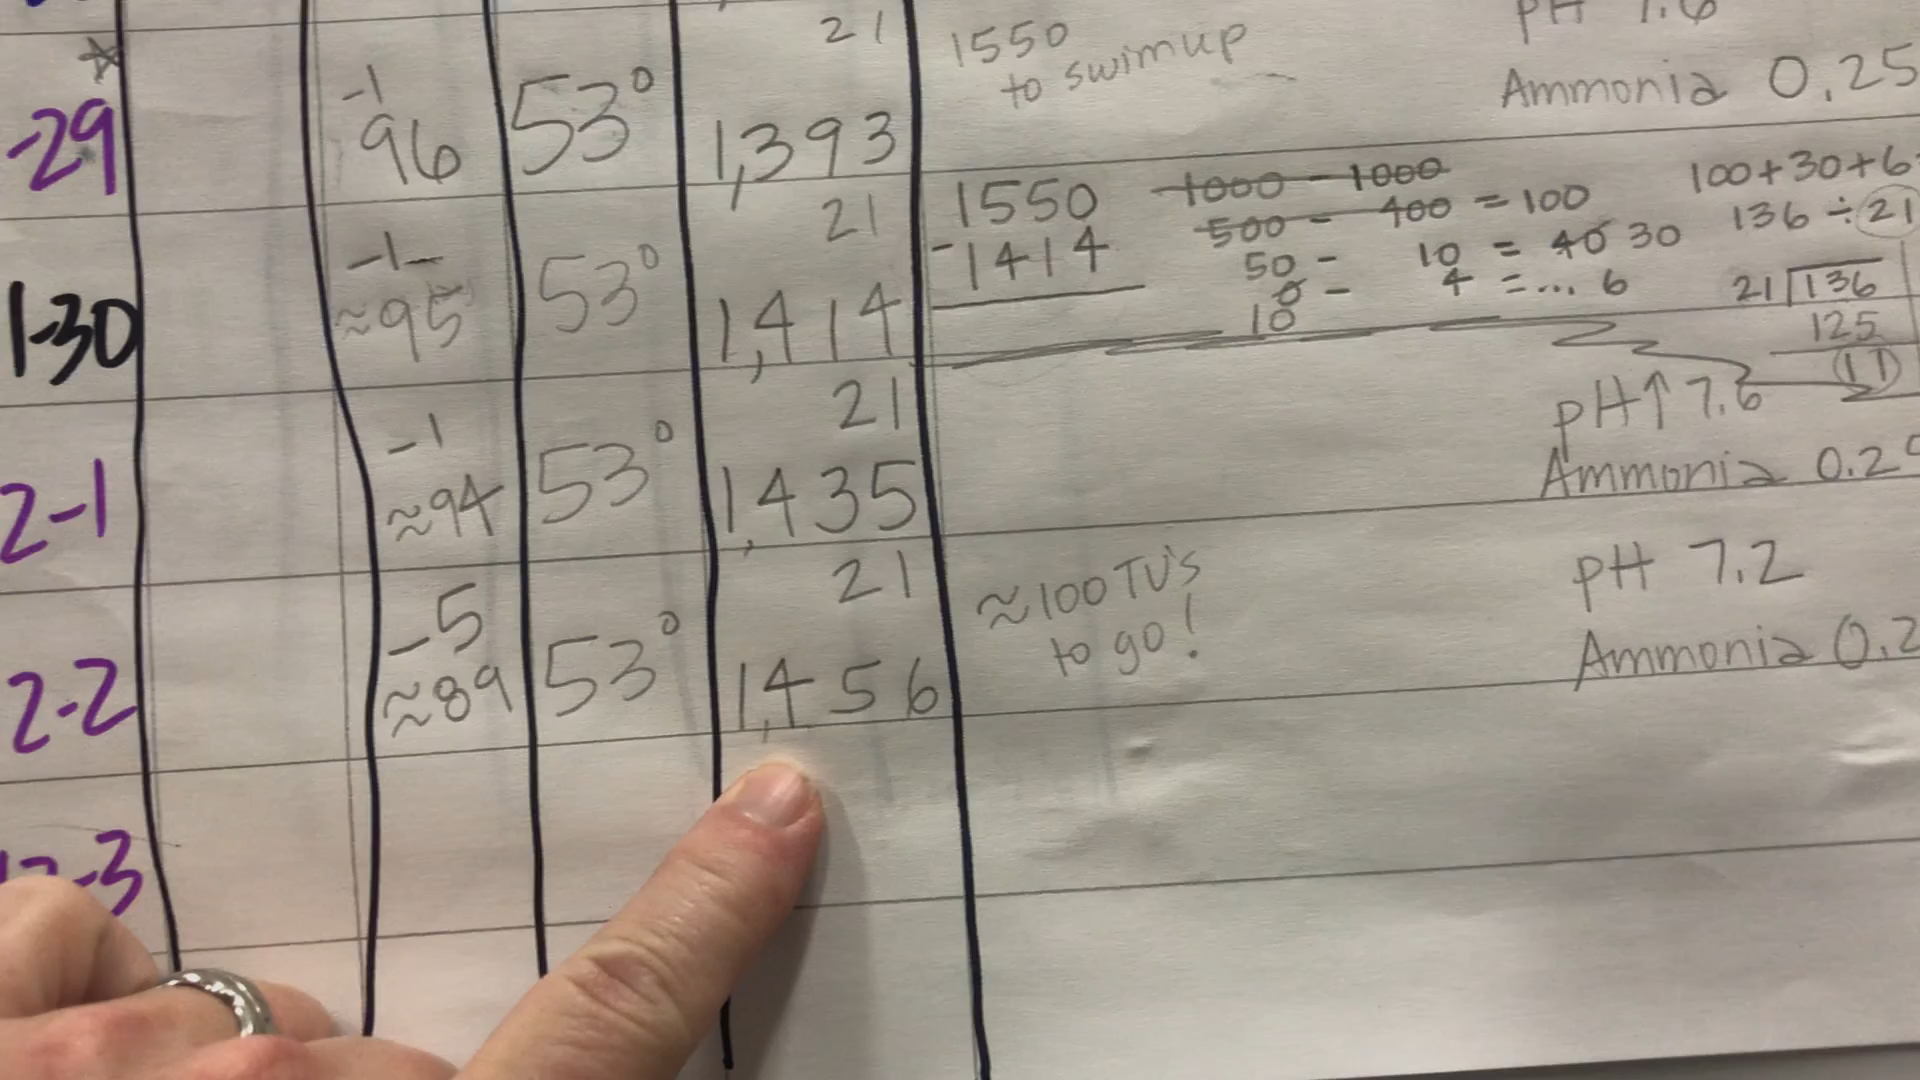 21
1550
pH 7.6
to swimup
-29
-1
96
53°
1,393
Ammonia 0.25
21
1550 1000 - 1000
-1414 500 - 400 = 100
50 - 10 = 40 30
0 - 4 =... 6
10
100+30+6
136 ÷ 21
21 136
125
11
1-30
-1
≈95
53°
1,414
21
pH↑ 7.6
2-1
-1
≈94
53°
1,435
Ammonia 0.2
21
≈100 TU's
to go!
pH 7.2
2-2
-5
≈89
53°
1,456
Ammonia 0.2
-3